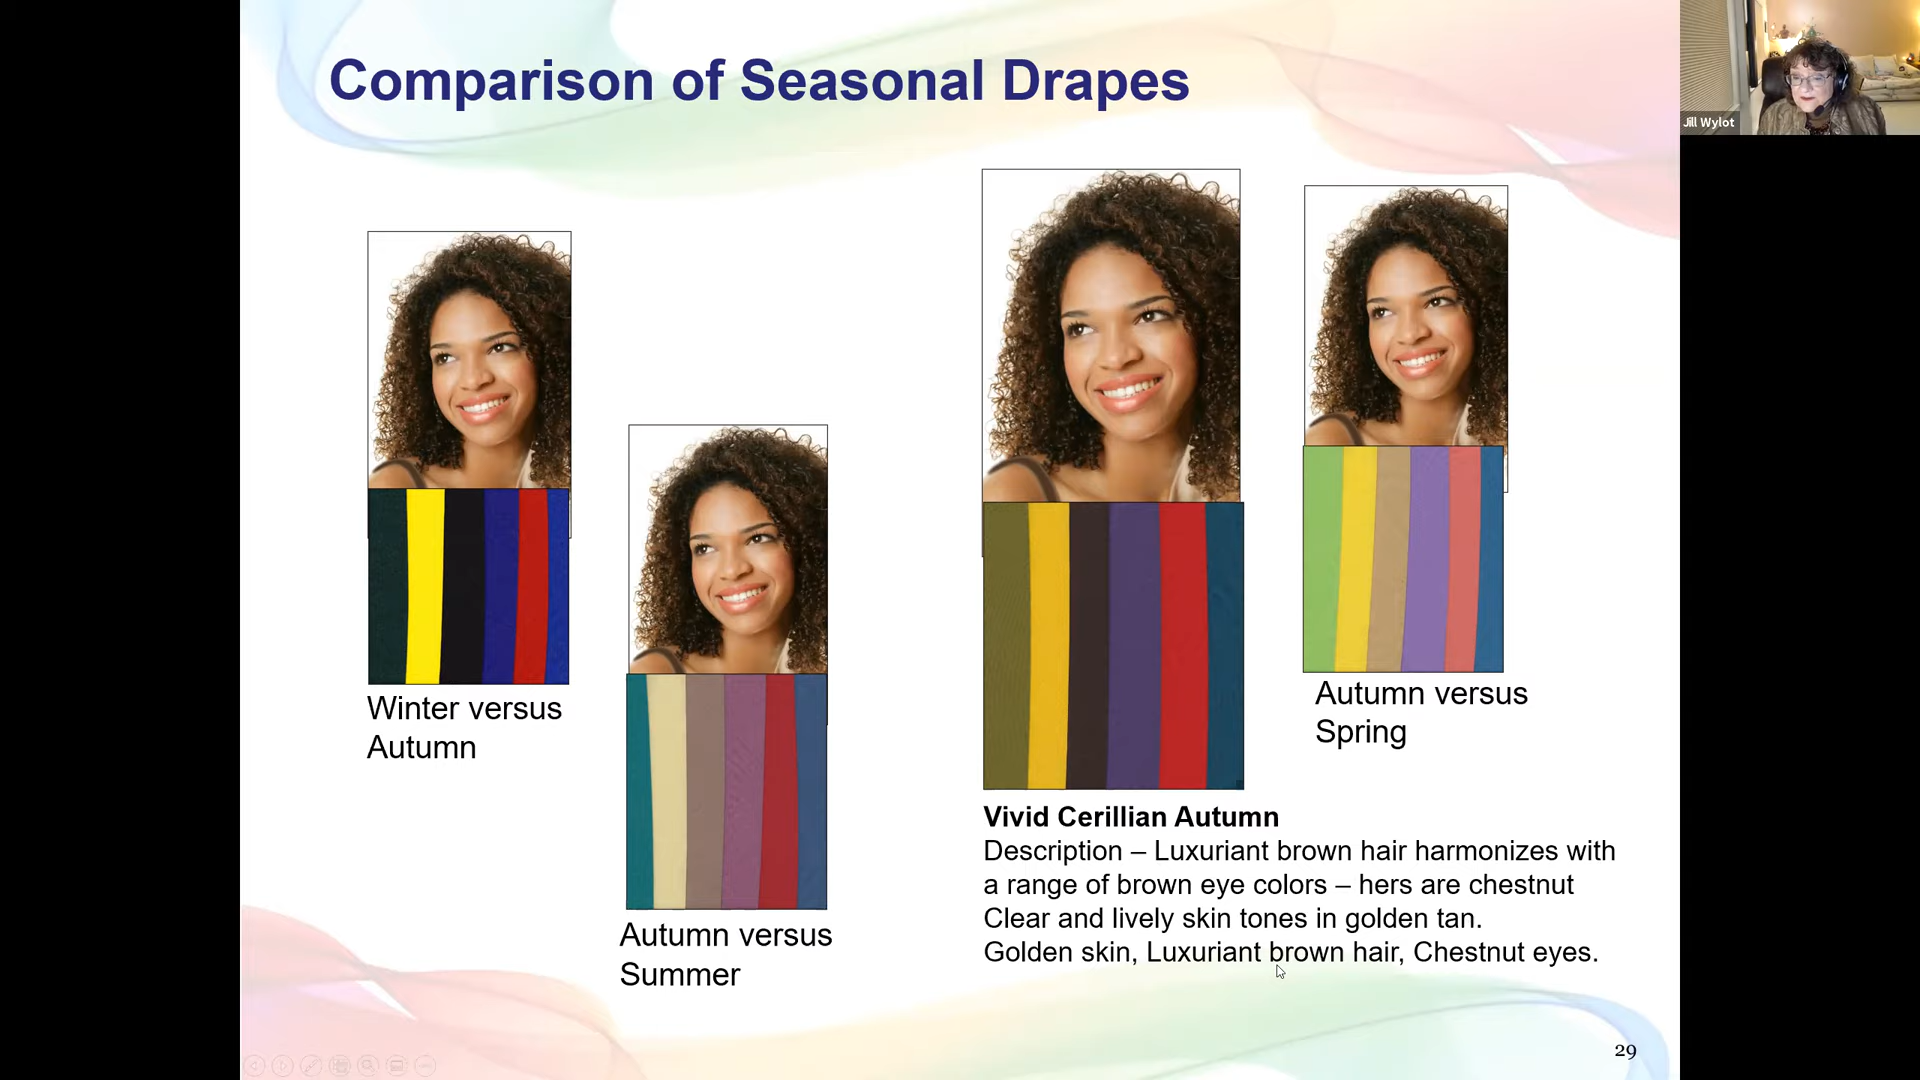 Comparison of Seasonal Drapes
Jill Wylot
Winter versus
Autumn
Autumn versus
Summer
Vivid Cerillian Autumn
Description – Luxuriant brown hair harmonizes with
a range of brown eye colors – hers are chestnut
Clear and lively skin tones in golden tan.
Golden skin, Luxuriant brown hair, Chestnut eyes.
Autumn versus
Spring
29